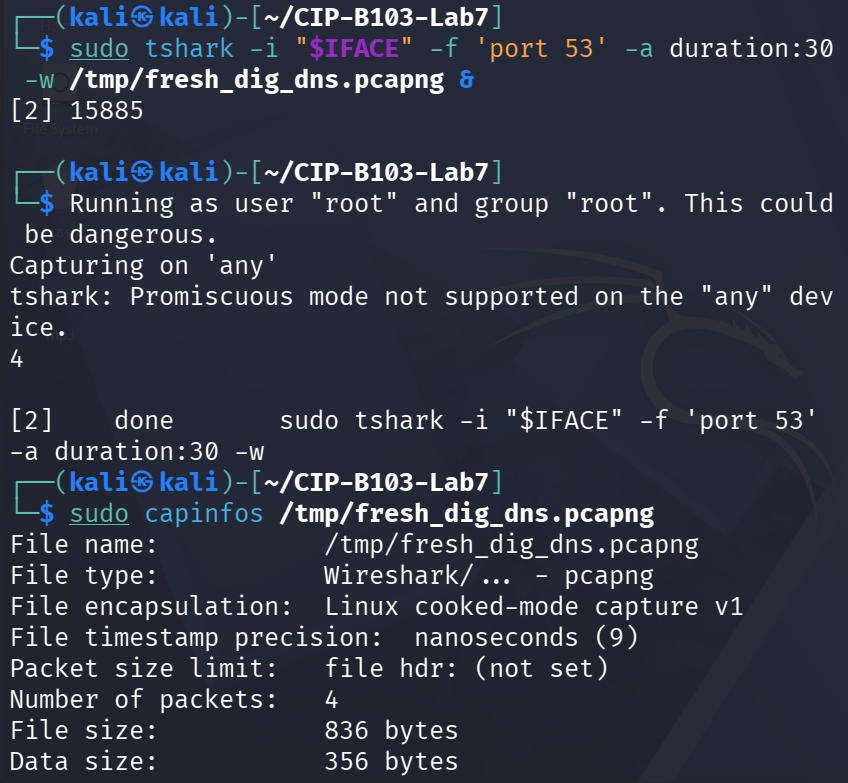 ┌──(kali㉿kali)-[~/CIP-B103-Lab7]
└─$ sudo tshark -i "$IFACE" -f 'port 53' -a duration:30
 -w /tmp/fresh_dig_dns.pcapng &
[2] 15885
File System
┌──(kali㉿kali)-[~/CIP-B103-Lab7]
└─$ Running as user "root" and group "root". This could
 be dangerous.
Capturing on 'any'
tshark: Promiscuous mode not supported on the "any" dev
ice.
4
[2]    done       sudo tshark -i "$IFACE" -f 'port 53'
-a duration:30 -w
┌──(kali㉿kali)-[~/CIP-B103-Lab7]
└─$ sudo capinfos /tmp/fresh_dig_dns.pcapng
File name:           /tmp/fresh_dig_dns.pcapng
File type:           Wireshark/... - pcapng
File encapsulation:  Linux cooked-mode capture v1
File timestamp precision:  nanoseconds (9)
Packet size limit:   file hdr: (not set)
Number of packets:   4
File size:           836 bytes
Data size:           356 bytes